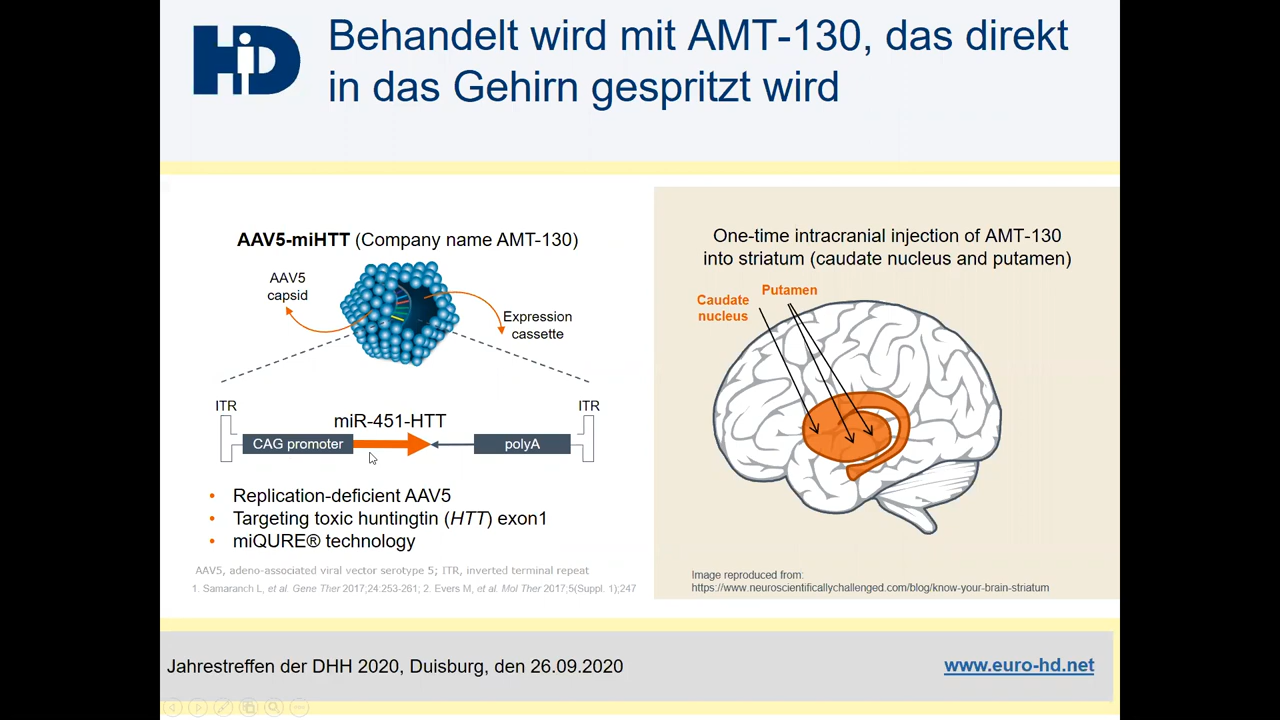 HD
Behandelt wird mit AMT-130, das direkt
in das Gehirn gespritzt wird
AAV5-miHTT (Company name AMT-130)
AAV5
capsid
Expression
cassette
ITR
miR-451-HTT
ITR
CAG promoter
polyA
• Replication-deficient AAV5
• Targeting toxic huntingtin (HTT) exon1
• miQURE® technology
AAV5, adeno-associated viral vector serotype 5; ITR, inverted terminal repeat
1. Samaranch L, et al. Gene Ther 2017;24:253-261; 2. Evers M, et al. Mol Ther 2017;5(Suppl. 1);247
One-time intracranial injection of AMT-130
into striatum (caudate nucleus and putamen)
Caudate
nucleus
Putamen
Image reproduced from:
https://www.neuroscientificallychallenged.com/blog/know-your-brain-striatum
Jahrestreffen der DHH 2020, Duisburg, den 26.09.2020
www.euro-hd.net